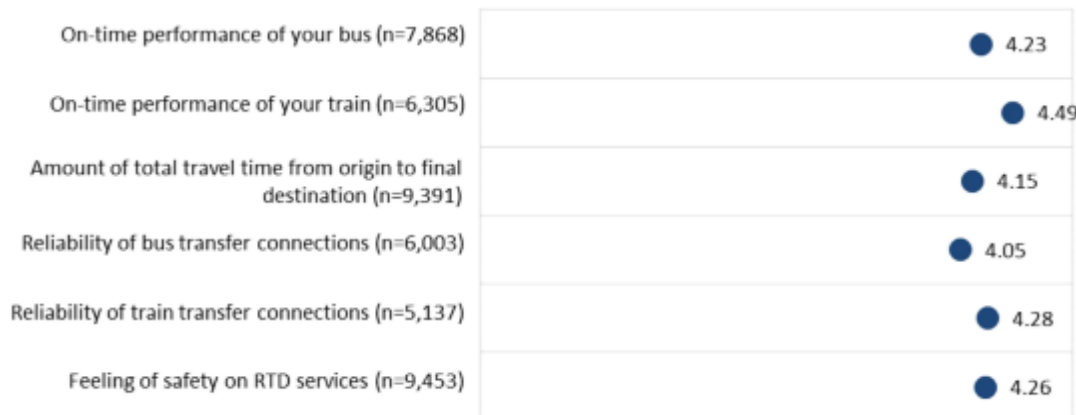 On-time performance of your bus (n=7,868)
4.23
On-time performance of your train (n=6,305)
4.49
Amount of total travel time from origin to final
destination (n=9,391)
4.15
Reliability of bus transfer connections (n=6,003)
4.05
Reliability of train transfer connections (n=5,137)
4.28
Feeling of safety on RTD services (n=9,453)
4.26